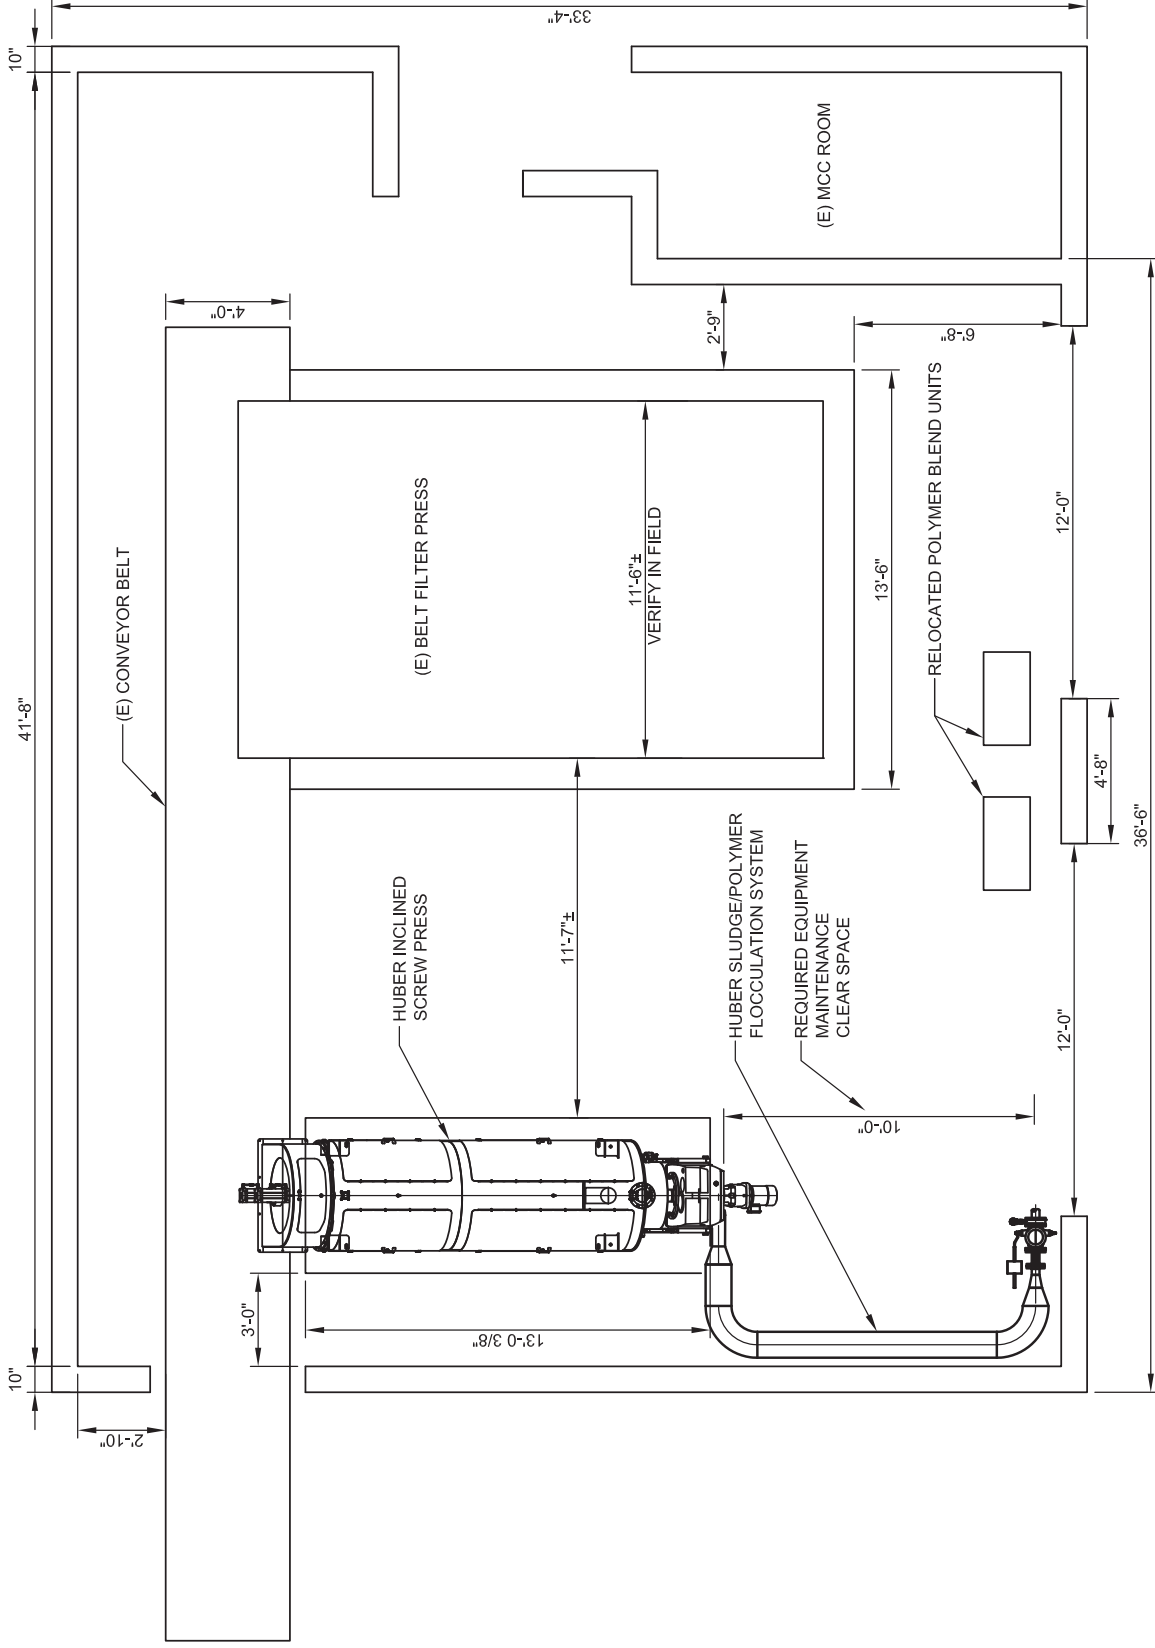 33'-4"
10"
41'-8"
10"
(E) MCC ROOM
4'-0"
2'-9"
6'-8"
(E) CONVEYOR BELT
(E) BELT FILTER PRESS
11'-6"±
VERIFY IN FIELD
13'-6"
RELOCATED POLYMER BLEND UNITS
12'-0"
4'-8"
36'-6"
HUBER INCLINED
SCREW PRESS
11'-7"±
HUBER SLUDGE/POLYMER
FLOCCULATION SYSTEM
REQUIRED EQUIPMENT
MAINTENANCE
CLEAR SPACE
12'-0"
10'-0"
3'-0"
13'-0 3/8"
2'-10"